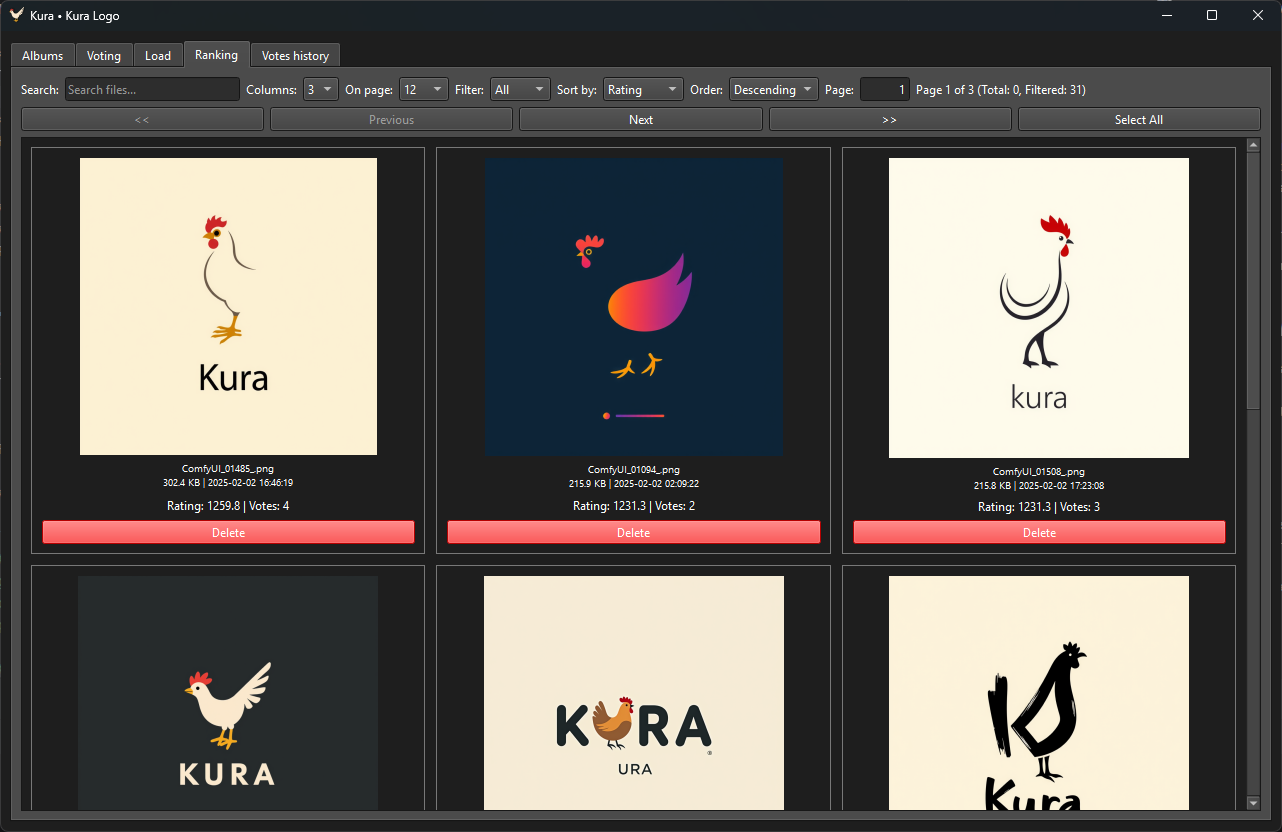 Kura • Kura Logo
Albums Voting Load Ranking Votes history
Search: Search files... Columns: 3 On page: 12 Filter: All Sort by: Rating Order: Descending Page: 1 Page 1 of 3 (Total: 0, Filtered: 31)
<< Previous Next >> Select All
Kura
kura
ComfyUI_01485_.png
302.4 KB | 2025-02-02 16:46:19
Rating: 1259.8 | Votes: 4
Delete
ComfyUI_01094_.png
215.9 KB | 2025-02-02 02:09:22
Rating: 1231.3 | Votes: 2
Delete
ComfyUI_01508_.png
215.8 KB | 2025-02-02 17:23:08
Rating: 1231.3 | Votes: 3
Delete
KURA
K RA
URA
Kura